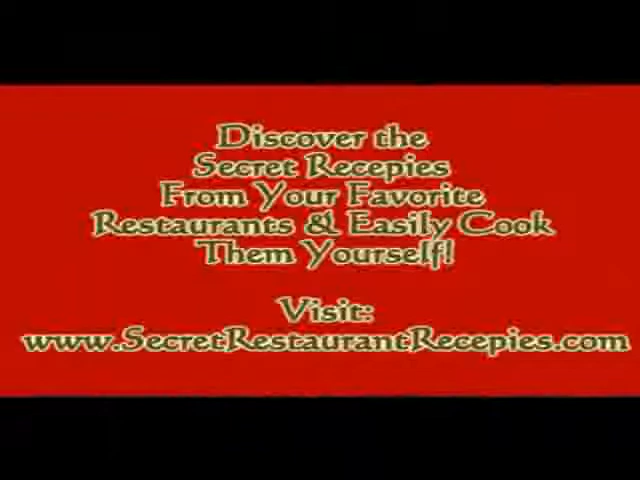 Discover the
Secret Recepies
From Your Favorite
Restaurants & Easily Cook
Them Yourself!
Visit:
www.SecretRestaurantRecepies.com